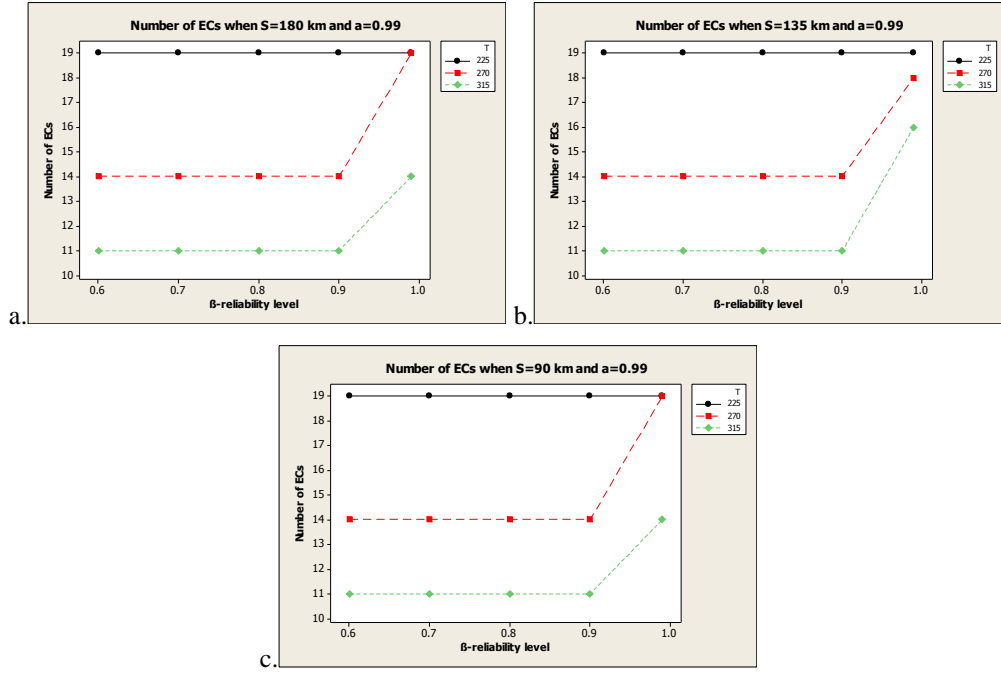 Number of ECs when S=180 km and a=0.99
19
18
17
16
15
14
13
12
11
10
Number of ECs
0.6 0.7 0.8 0.9 1.0
ß-reliability level
T
225
270
315
a.
Number of ECs when S=135 km and a=0.99
19
18
17
16
15
14
13
12
11
10
Number of ECs
0.6 0.7 0.8 0.9 1.0
ß-reliability level
T
225
270
315
b.
Number of ECs when S=90 km and a=0.99
19
18
17
16
15
14
13
12
11
10
Number of ECs
0.6 0.7 0.8 0.9 1.0
ß-reliability level
T
225
270
315
c.